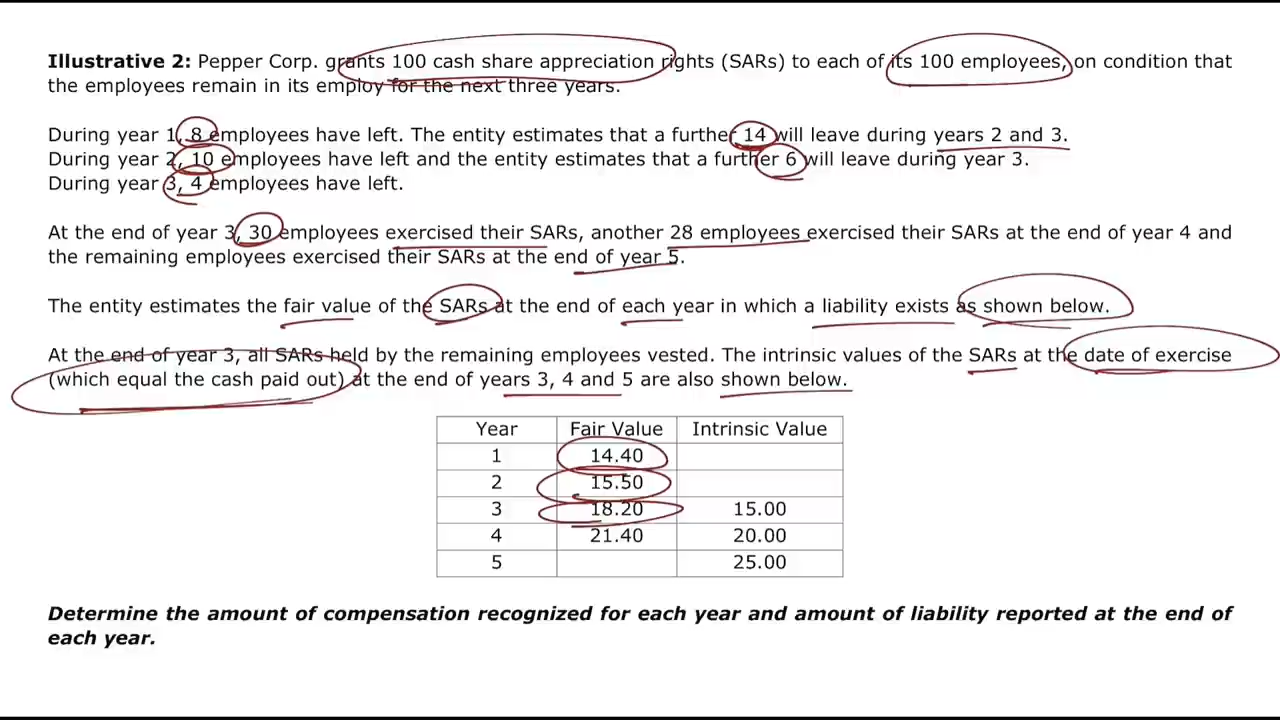 Illustrative 2: Pepper Corp. grants 100 cash share appreciation rights (SARs) to each of its 100 employees, on condition that
the employees remain in its employ for the next three years.
During year 1, 8 employees have left. The entity estimates that a further 14 will leave during years 2 and 3.
During year 2, 10 employees have left and the entity estimates that a further 6 will leave during year 3.
During year 3, 4 employees have left.
At the end of year 3, 30 employees exercised their SARs, another 28 employees exercised their SARs at the end of year 4 and
the remaining employees exercised their SARs at the end of year 5.
The entity estimates the fair value of the SARs at the end of each year in which a liability exists as shown below.
At the end of year 3, all SARs held by the remaining employees vested. The intrinsic values of the SARs at the date of exercise
(which equal the cash paid out) at the end of years 3, 4 and 5 are also shown below.
Year Fair Value Intrinsic Value
1 14.40
2 15.50
3 18.20 15.00
4 21.40 20.00
5 25.00
Determine the amount of compensation recognized for each year and amount of liability reported at the end of
each year.